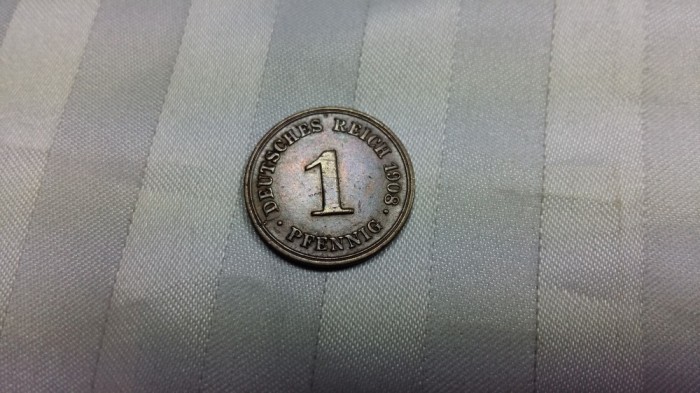 · DEUTSCHES REICH 1908 ·
1
PFENNIG